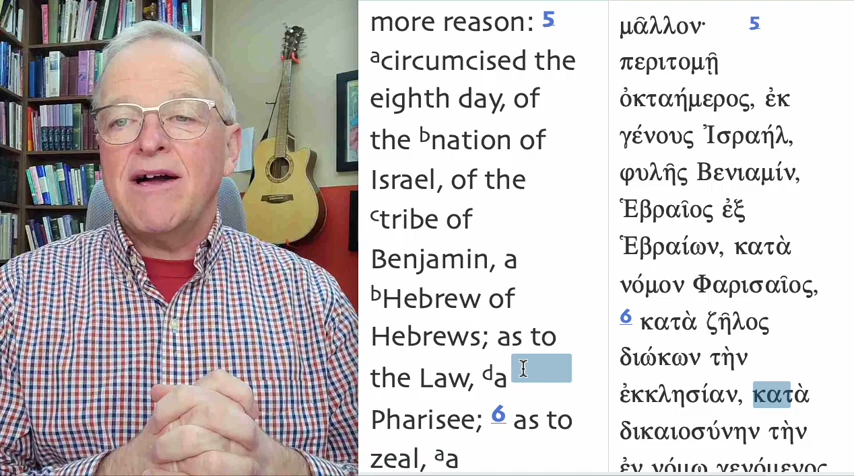 more reason: 5
ᵃcircumcised the
eighth day, of
the ᵇnation of
Israel, of the
ᶜtribe of
Benjamin, a
ᵇHebrew of
Hebrews; as to
the Law, ᵈa
Pharisee; 6 as to
zeal, ᵃa
μᾶλλον· 5
περιτομῇ
ὀκταήμερος, ἐκ
γένους Ἰσραήλ,
φυλῆς Βενιαμίν,
Ἑβραῖος ἐξ
Ἑβραίων, κατὰ
νόμον Φαρισαῖος,
6 κατὰ ζῆλος
διώκων τὴν
ἐκκλησίαν, κατὰ
δικαιοσύνην τὴν
ἐν νόμῳ γενόμενος